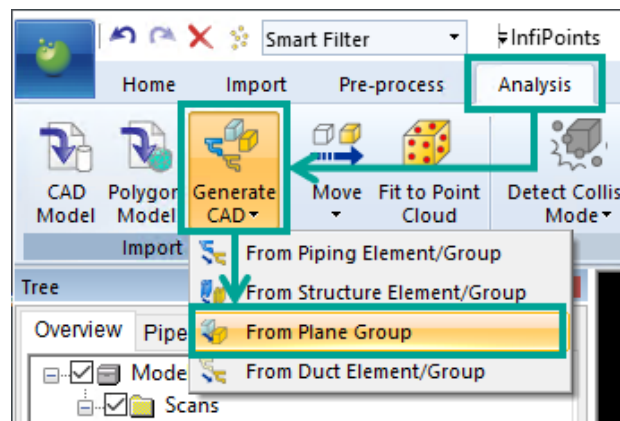 Smart Filter
InfiPoints
Home Import Pre-process Analysis
CAD Model
Polygon Model
Generate CAD
Move
Fit to Point Cloud
Detect Collis
Mode
Import
From Piping Element/Group
Tree
From Structure Element/Group
Overview Pipe
From Plane Group
Mode
From Duct Element/Group
Scans